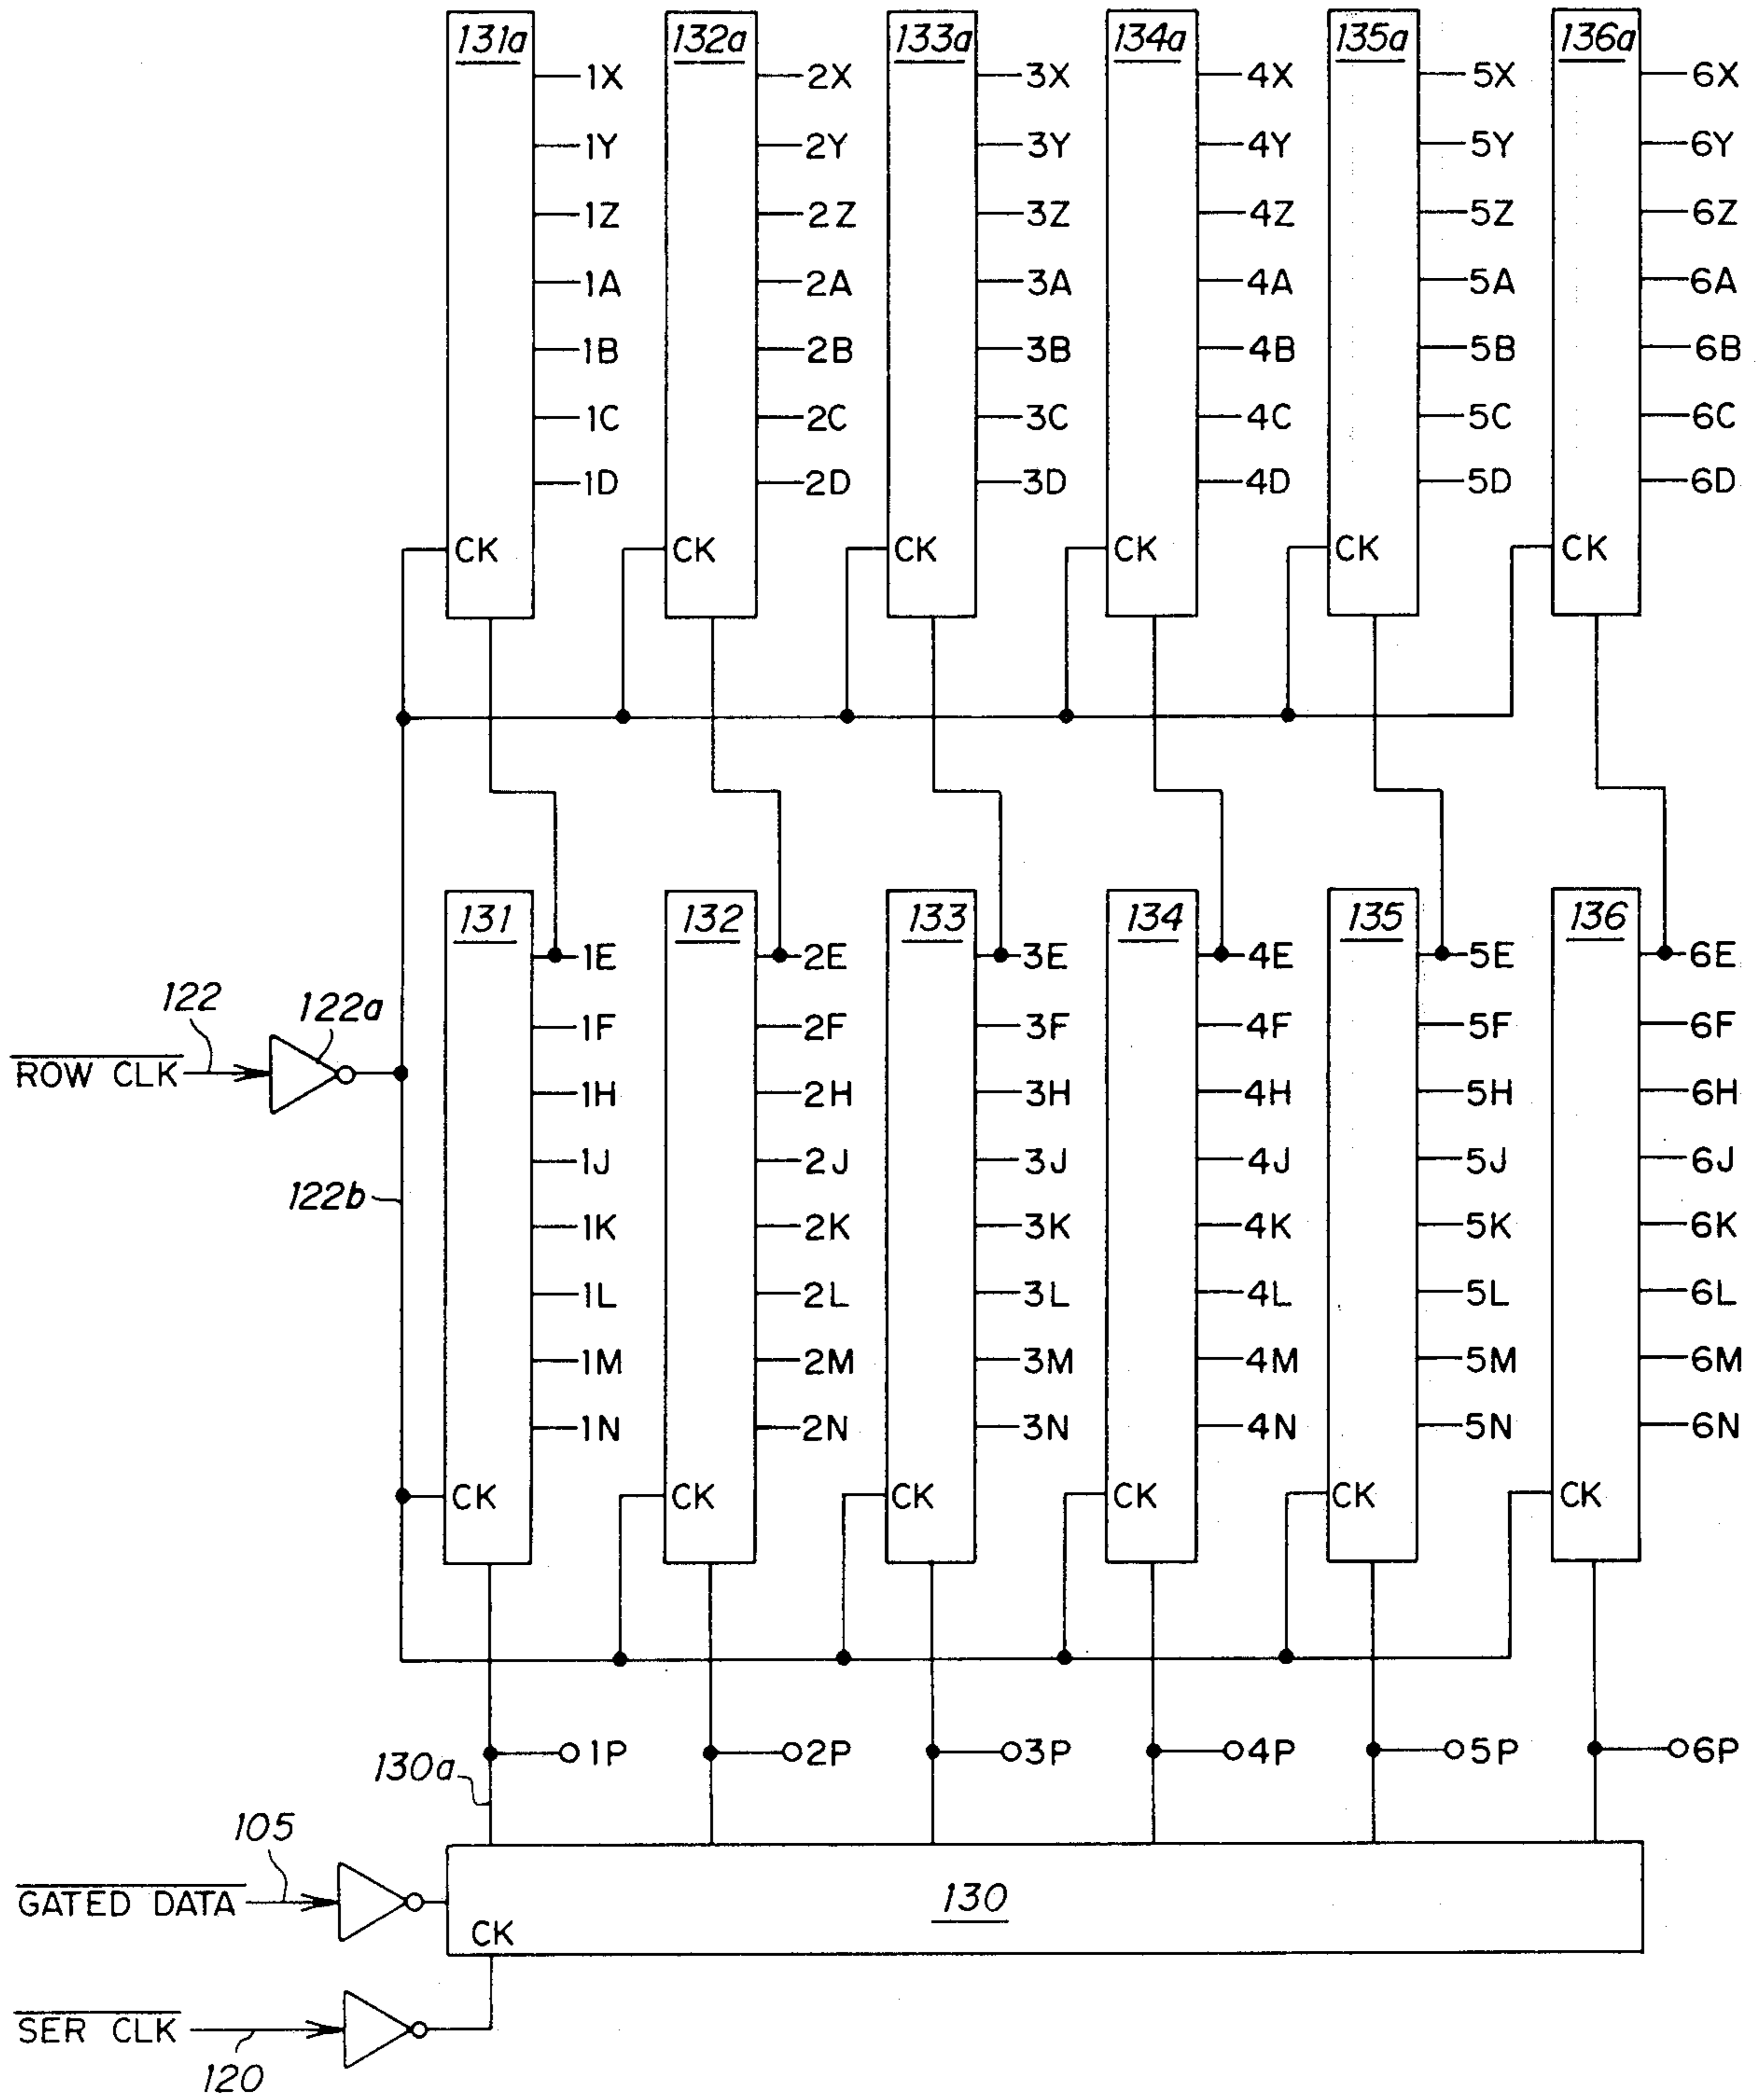 131a 132a 133a 134a 135a 136a
1X 2X 3X 4X 5X 6X
1Y 2Y 3Y 4Y 5Y 6Y
1Z 2Z 3Z 4Z 5Z 6Z
1A 2A 3A 4A 5A 6A
1B 2B 3B 4B 5B 6B
1C 2C 3C 4C 5C 6C
1D 2D 3D 4D 5D 6D
CK CK CK CK CK CK
131 132 133 134 135 136
1E 2E 3E 4E 5E 6E
122 122a
1F 2F 3F 4F 5F 6F
ROW CLK
1H 2H 3H 4H 5H 6H
1J 2J 3J 4J 5J 6J
122b
1K 2K 3K 4K 5K 6K
1L 2L 3L 4L 5L 6L
1M 2M 3M 4M 5M 6M
1N 2N 3N 4N 5N 6N
CK CK CK CK CK CK
1P 2P 3P 4P 5P 6P
130a
105
GATED DATA
130
CK
SER CLK
120